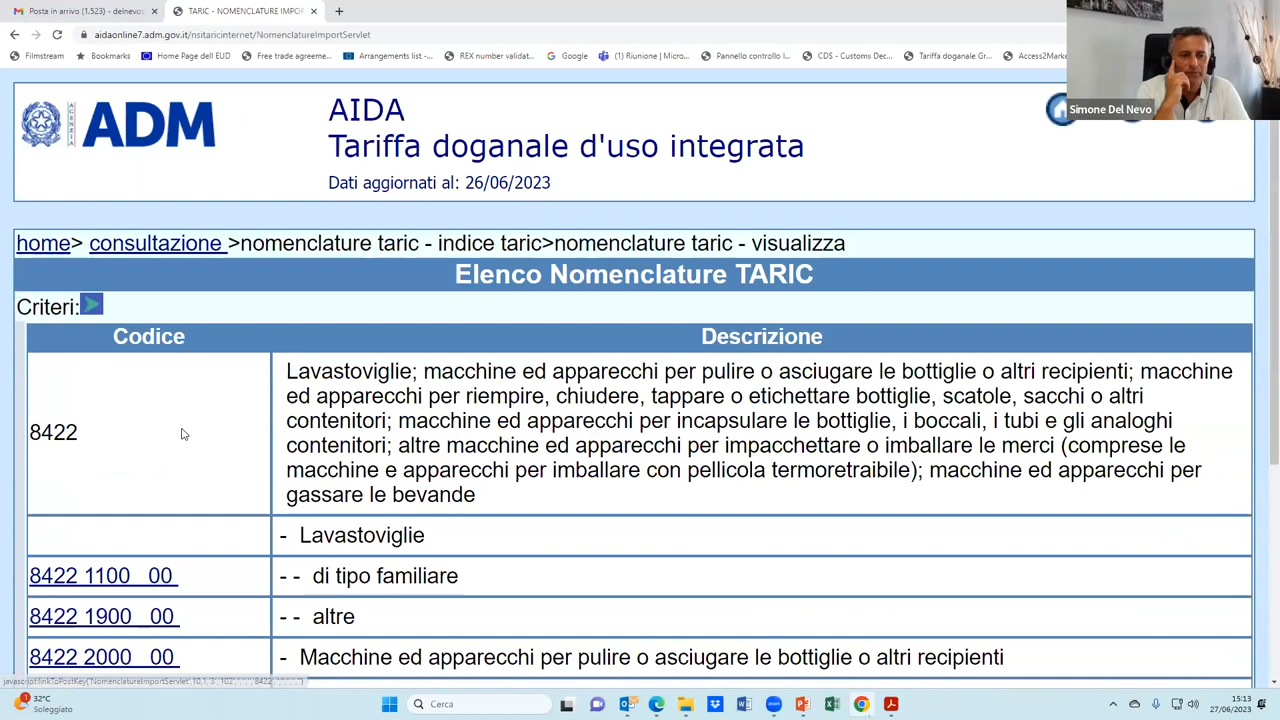 Posta in arrivo (1.523) - delnevos
TARIC - NOMENCLATURE IMPOR
aidaonline7.adm.gov.it/nsitaricinternet/NomenclatureImportServlet
Filmstream
Bookmarks
Home Page dell EUD
Free trade agreeme...
Arrangements list -...
REX number validat...
Google
(1) Riunione | Micro...
Pannello controllo I...
CDS - Customs Dec...
Tariffa doganale Gr...
Access2Market
Simone Del Nevo
ADM
AIDA
Tariffa doganale d'uso integrata
Dati aggiornati al: 26/06/2023
home> consultazione >nomenclature taric - indice taric>nomenclature taric - visualizza
Elenco Nomenclature TARIC
Criteri:
Codice Descrizione
Lavastoviglie; macchine ed apparecchi per pulire o asciugare le bottiglie o altri recipienti; macchine
ed apparecchi per riempire, chiudere, tappare o etichettare bottiglie, scatole, sacchi o altri
contenitori; macchine ed apparecchi per incapsulare le bottiglie, i boccali, i tubi e gli analoghi
8422
contenitori; altre macchine ed apparecchi per impacchettare o imballare le merci (comprese le
macchine e apparecchi per imballare con pellicola termoretraibile); macchine ed apparecchi per
gassare le bevande
- Lavastoviglie
8422 1100 00 - - di tipo familiare
8422 1900 00 - - altre
8422 2000 00 - Macchine ed apparecchi per pulire o asciugare le bottiglie o altri recipienti
32°C
Soleggiato
Cerca
15:13
27/06/2023